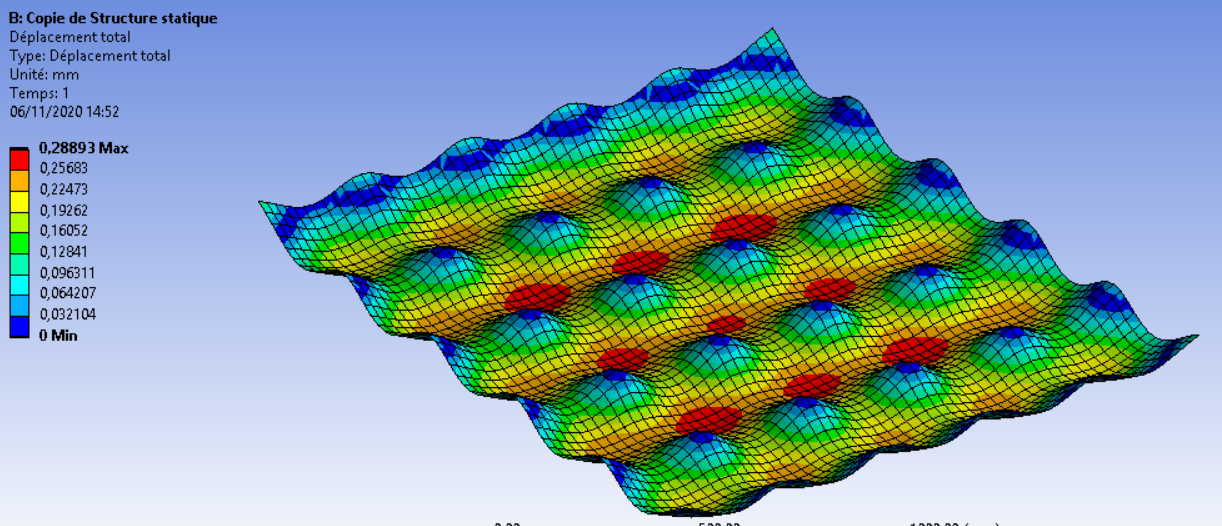 B: Copie de Structure statique
Déplacement total
Type: Déplacement total
Unité: mm
Temps: 1
06/11/2020 14:52
0,28893 Max
0,25683
0,22473
0,19262
0,16052
0,12841
0,096311
0,064207
0,032104
0 Min